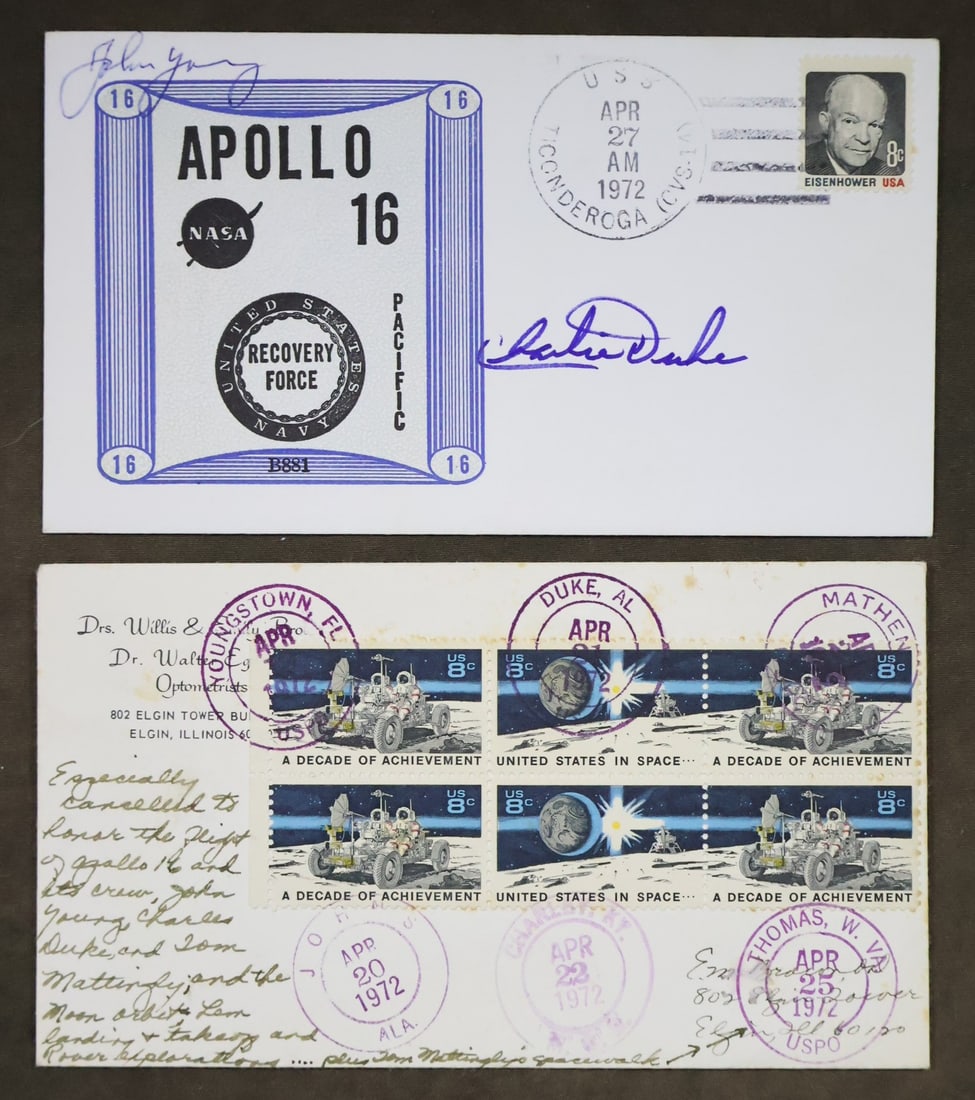 John Young
16
16
APOLLO
16
NASA
PACIFIC
UNITED STATES NAVY
RECOVERY
FORCE
B881
16
16
USS
TICONDEROGA (CVS-14)
APR
27
AM
1972
8c
EISENHOWER USA
Charlie Duke
Drs. Willis &
Dr. Walter
Optometrists
802 ELGIN TOWER
ELGIN, ILLINOIS
YOUNGSTOWN, FL
APR
1972
DUKE, AL
APR
21
1972
US 8c
A DECADE OF ACHIEVEMENT
US 8c
UNITED STATES IN SPACE...
US 8c
A DECADE OF ACHIEVEMENT
US 8c
A DECADE OF ACHIEVEMENT
US 8c
UNITED STATES IN SPACE...
US 8c
A DECADE OF ACHIEVEMENT
Especially
cancelled to
honor the flight
of Apollo 16 and
its crew, John
Young, Charles
Duke, and Tom
Mattingly, and the
Moon orbit & Lem
landing & takeoff and
Rover explorations .... plus Tom Mattingly's spacewalk
APR
20
1972
ALA.
APR
22
1972
THOMAS, W. VA
APR
25
1972
USPO